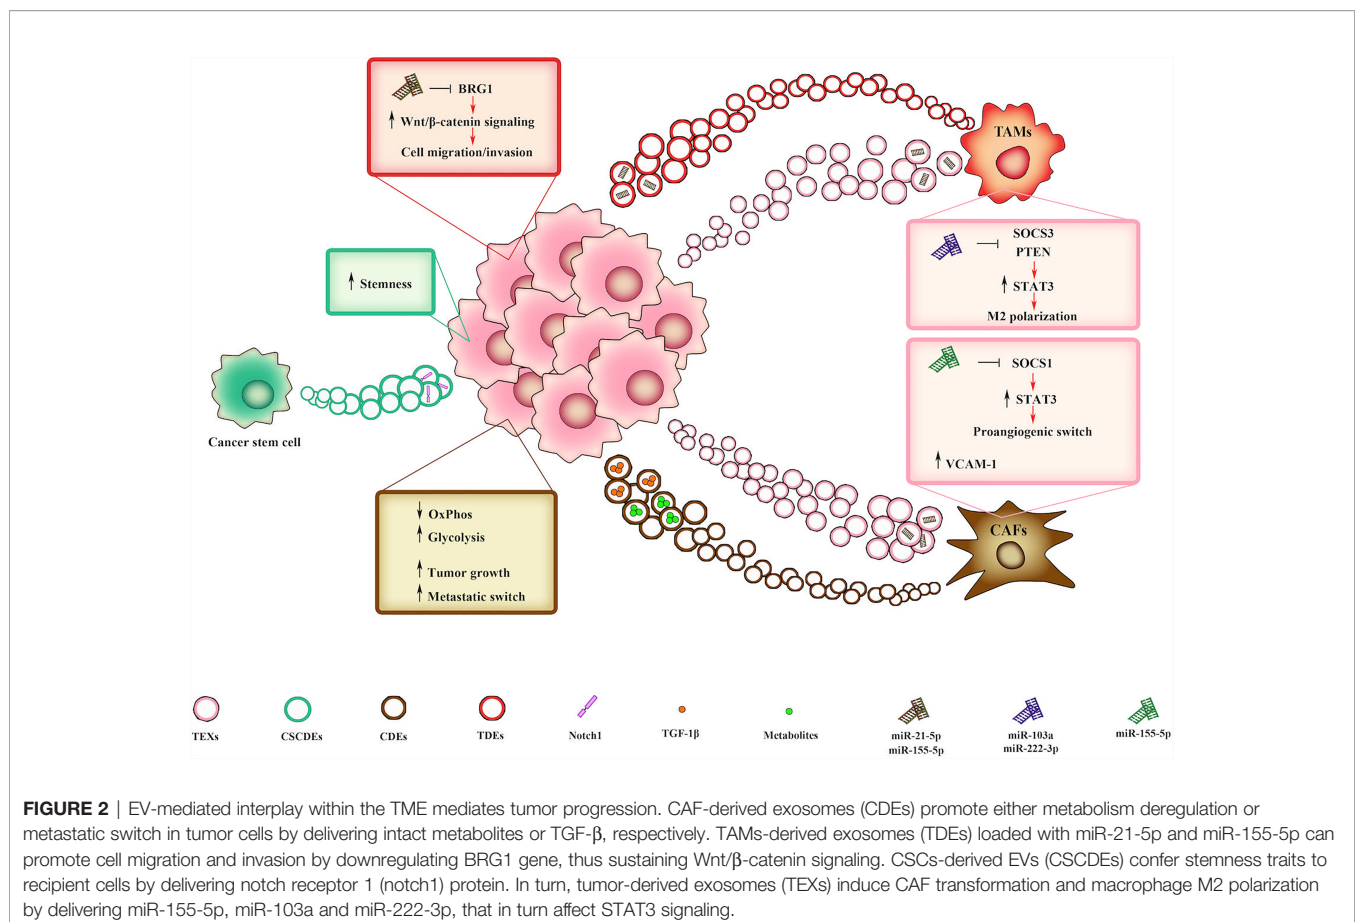 BRG1
Wnt/β-catenin signaling
Cell migration/invasion
TAMs
SOCS3
PTEN
STAT3
M2 polarization
Stemness
SOCS1
STAT3
Proangiogenic switch
VCAM-1
Cancer stem cell
OxPhos
Glycolysis
Tumor growth
Metastatic switch
CAFs
TEXs
CSCDEs
CDEs
TDEs
Notch1
TGF-1β
Metabolites
miR-21-5p
miR-155-5p
miR-103a
miR-222-3p
miR-155-5p
FIGURE 2 | EV-mediated interplay within the TME mediates tumor progression. CAF-derived exosomes (CDEs) promote either metabolism deregulation or
metastatic switch in tumor cells by delivering intact metabolites or TGF-β, respectively. TAMs-derived exosomes (TDEs) loaded with miR-21-5p and miR-155-5p can
promote cell migration and invasion by downregulating BRG1 gene, thus sustaining Wnt/β-catenin signaling. CSCs-derived EVs (CSCDEs) confer stemness traits to
recipient cells by delivering notch receptor 1 (notch1) protein. In turn, tumor-derived exosomes (TEXs) induce CAF transformation and macrophage M2 polarization
by delivering miR-155-5p, miR-103a and miR-222-3p, that in turn affect STAT3 signaling.